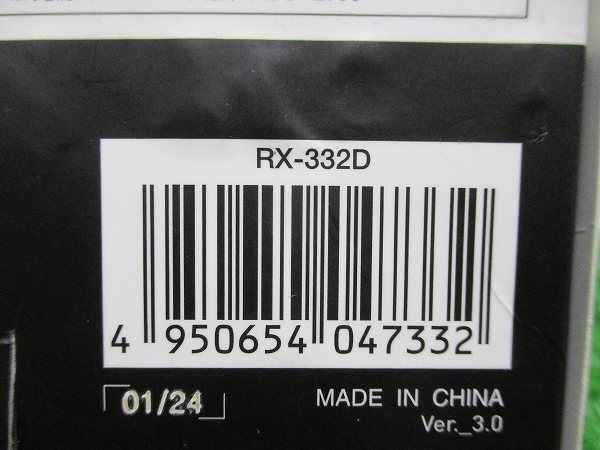 RX-332D
4 950654 047332
01/24
MADE IN CHINA
Ver._3.0